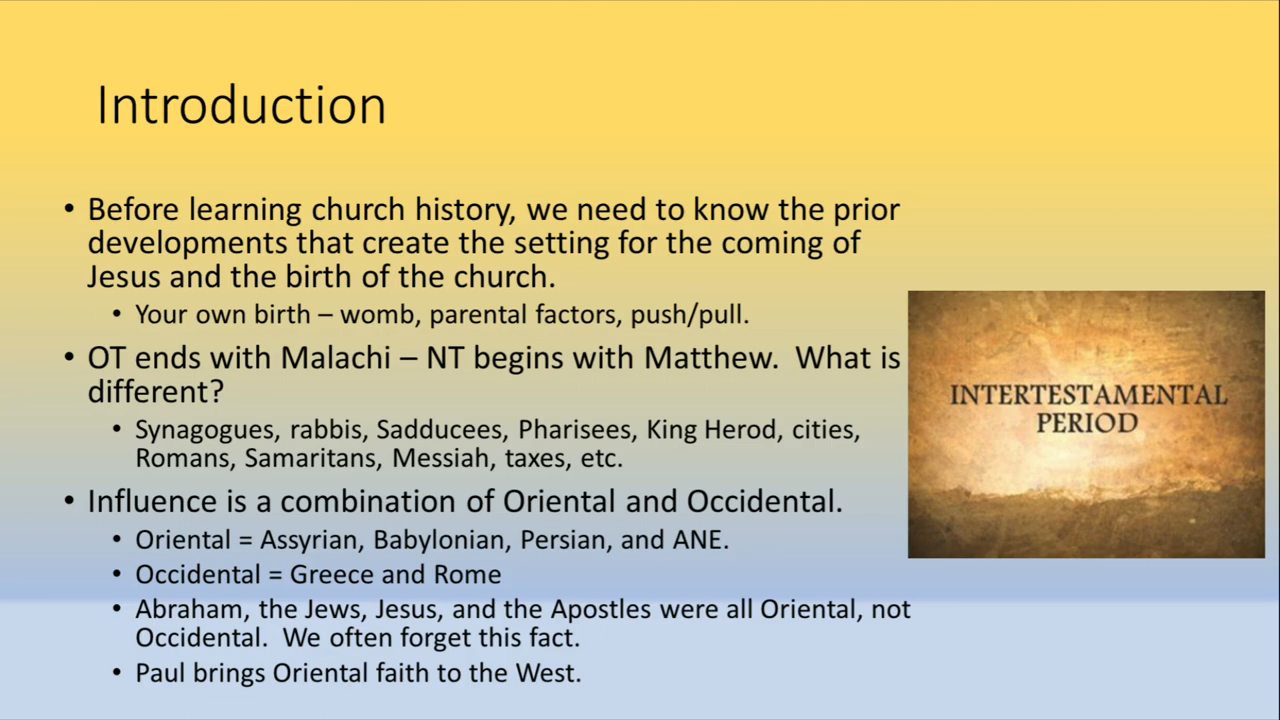 Introduction
• Before learning church history, we need to know the prior
developments that create the setting for the coming of
Jesus and the birth of the church.
• Your own birth – womb, parental factors, push/pull.
• OT ends with Malachi – NT begins with Matthew.  What is
different?
• Synagogues, rabbis, Sadducees, Pharisees, King Herod, cities,
Romans, Samaritans, Messiah, taxes, etc.
• Influence is a combination of Oriental and Occidental.
• Oriental = Assyrian, Babylonian, Persian, and ANE.
• Occidental = Greece and Rome
• Abraham, the Jews, Jesus, and the Apostles were all Oriental, not
Occidental.  We often forget this fact.
• Paul brings Oriental faith to the West.
INTERTESTAMENTAL
PERIOD